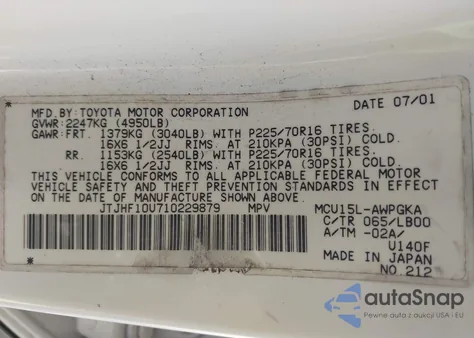 MFD.BY:TOYOTA MOTOR CORPORATION DATE 07/01
GVWR:2247KG (4950LB)
GAWR:FRT. 1379KG (3040LB) WITH P225/70R16 TIRES.
16X6 1/2JJ RIMS. AT 210KPA (30PSI) COLD.
RR. 1153KG (2540LB) WITH P225/70R16 TIRES.
16X6 1/2JJ RIMS. AT 210KPA (30PSI) COLD.
THIS VEHICLE CONFORMS TO ALL APPLICABLE FEDERAL MOTOR
VEHICLE SAFETY AND THEFT PREVENTION STANDARDS IN EFFECT
ON THE DATE OF MANUFACTURE SHOWN ABOVE.
JTJHF10U710229879 MPV MCU15L-AWPGKA
C/TR 065/LB00
A/TM -02A/
U140F
MADE IN JAPAN
NO.212
autoSnap
Aukcje pojazdów z USA i EU